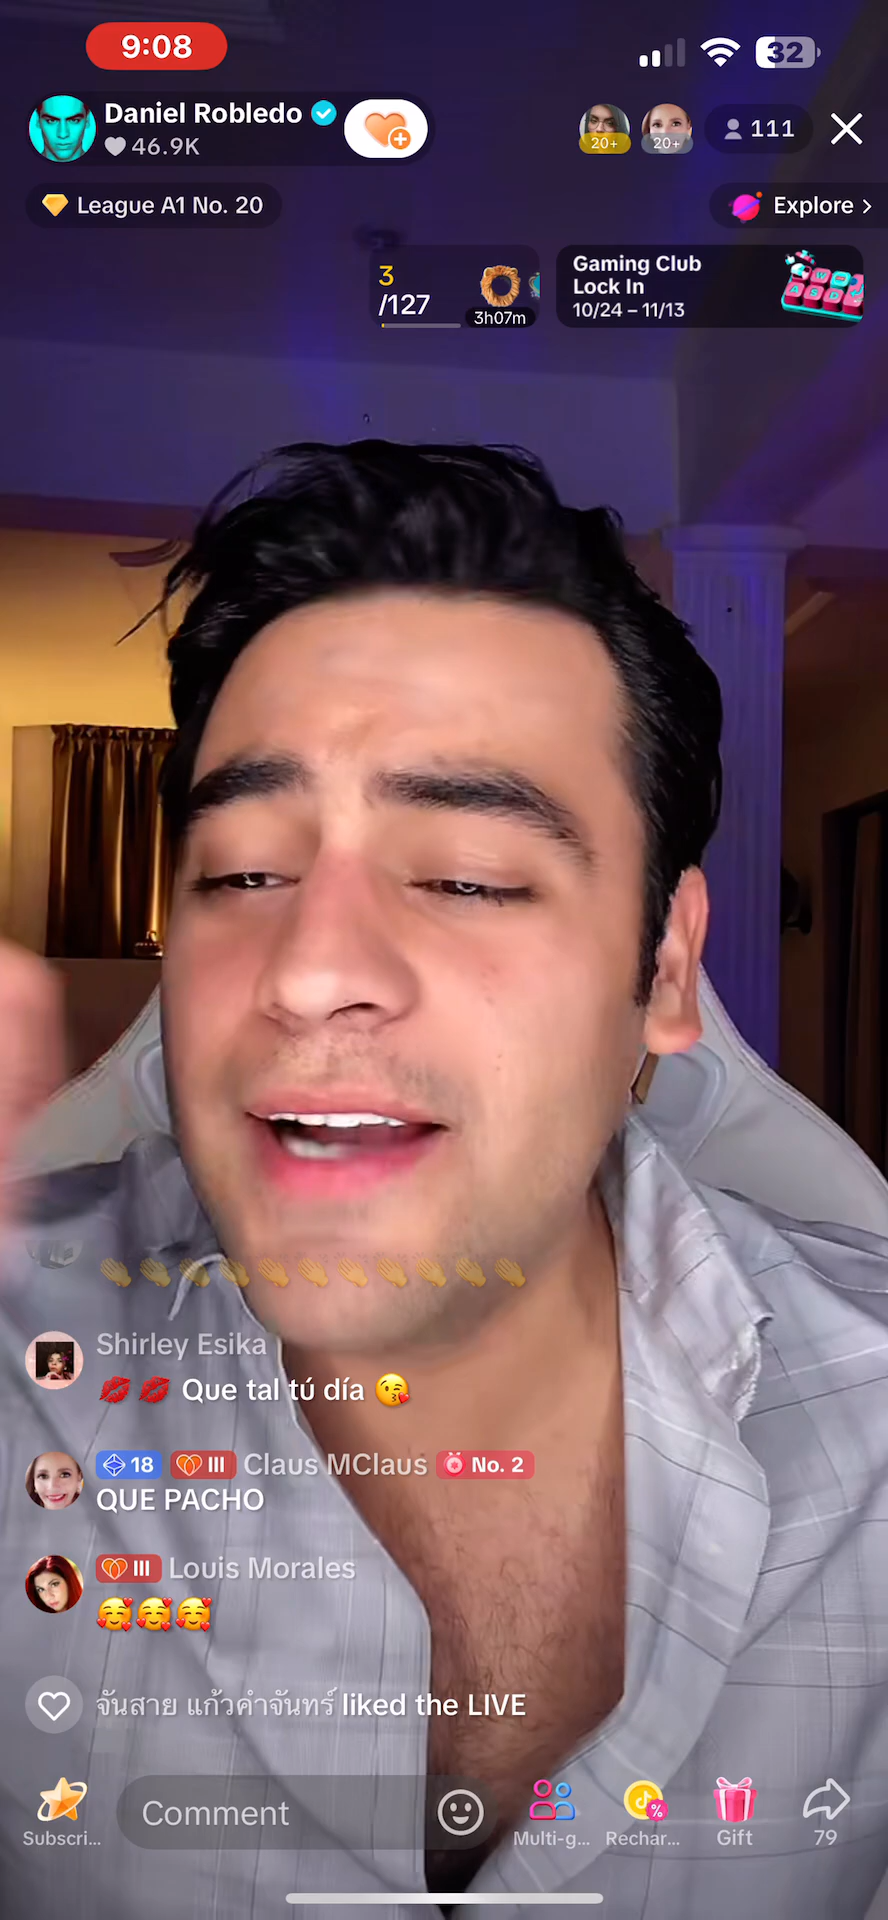 9:08
32
Daniel Robledo
46.9K
20+
20+
111
League A1 No. 20
Explore
3
/127
3h07m
Gaming Club
Lock In
10/24 – 11/13
W
A S D
👏👏👏👏👏👏👏👏👏👏👏
Shirley Esika
💋💋 Que tal tú día 😘
18 III Claus MClaus No. 2
QUE PACHO
III Louis Morales
🥰🥰🥰
จันสาย แก้วคำจันทร์ liked the LIVE
Comment
Subscri...
Multi-g...
Rechar...
Gift
79